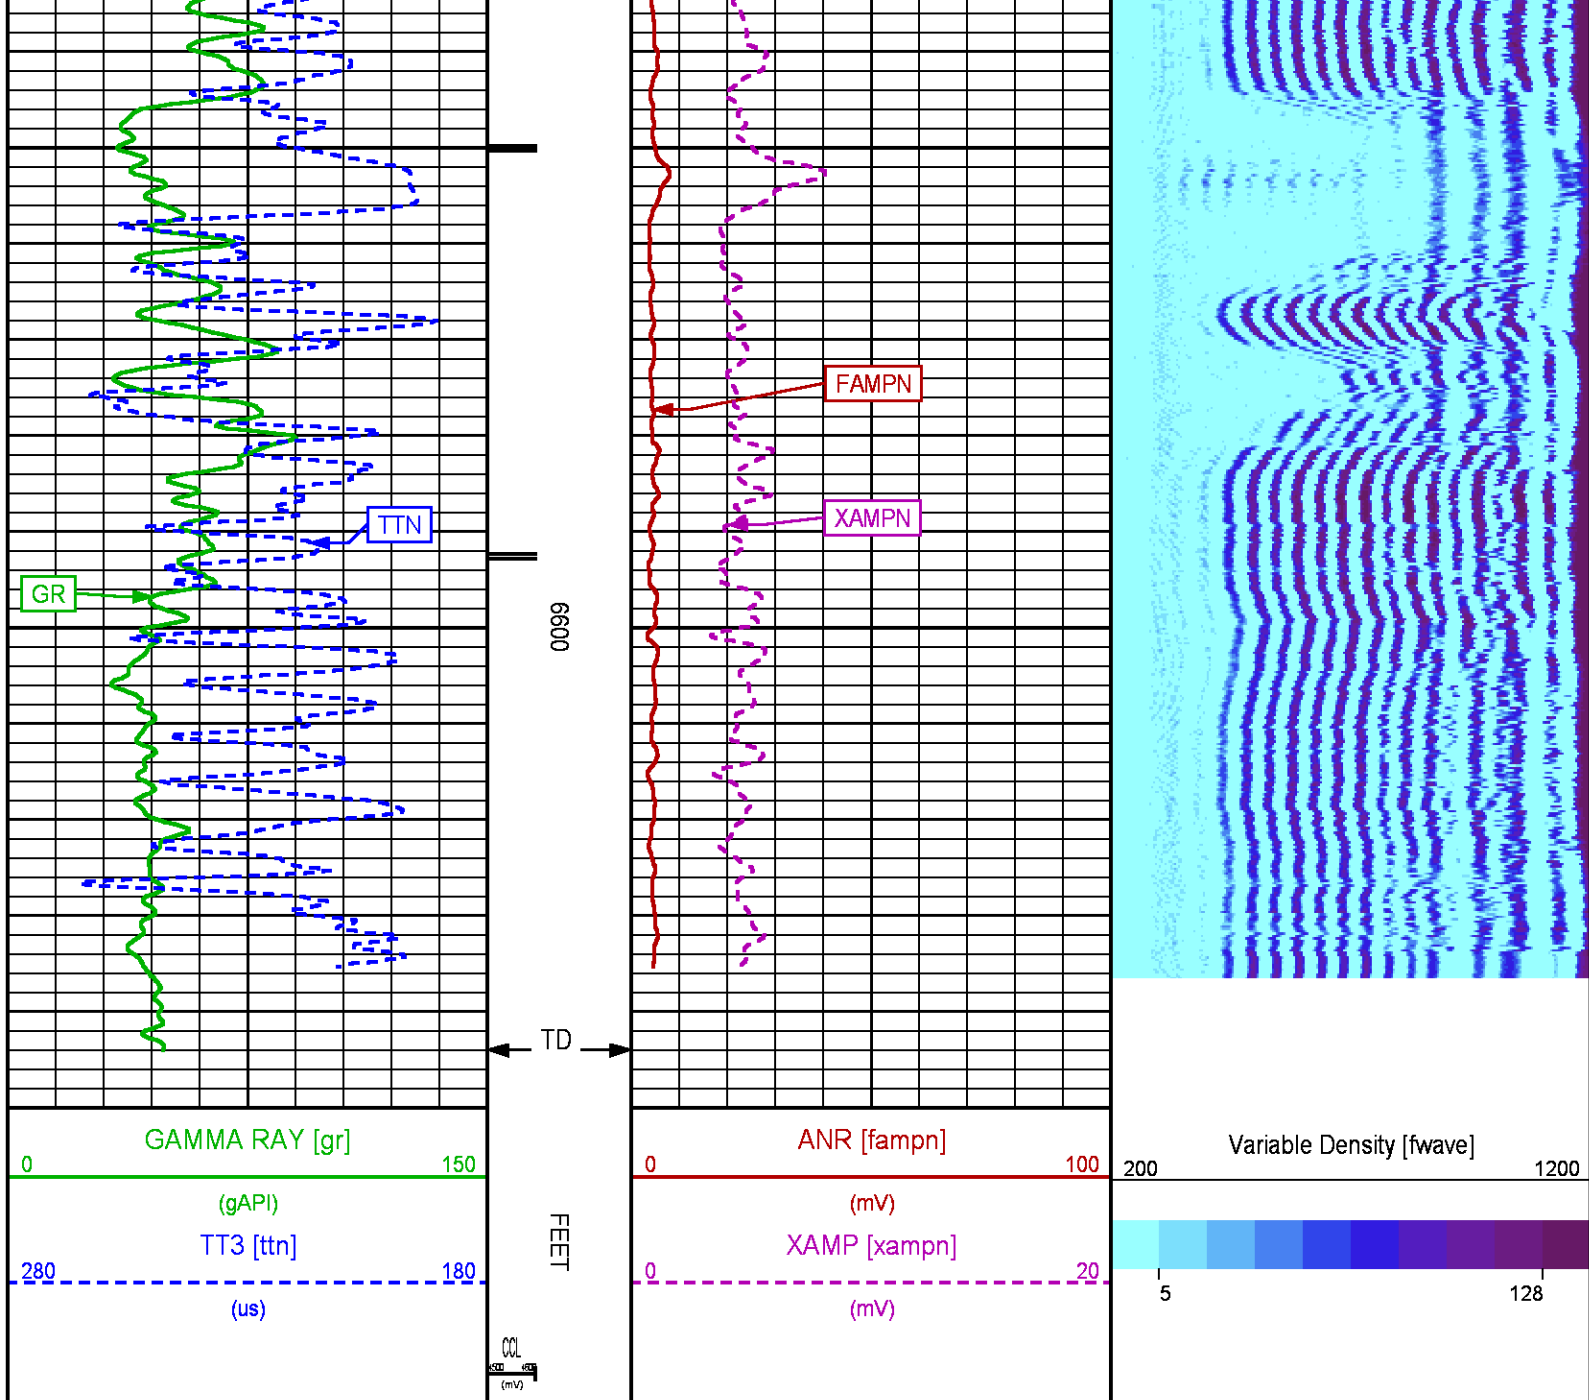 FAMPN
XAMPN
TTN
GR
6600
TD
GAMMA RAY [gr]
0 150
(gAPI)
TT3 [ttn]
280 180
(us)
FEET
CCL
(mV)
ANR [fampn]
0 100
(mV)
XAMP [xampn]
0 20
(mV)
Variable Density [fwave]
200 1200
5 128